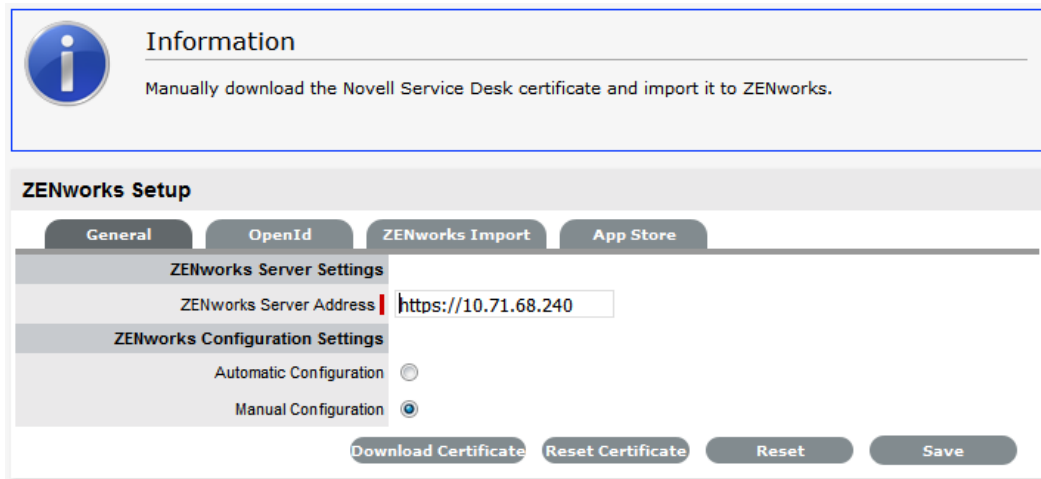 Information
Manually download the Novell Service Desk certificate and import it to ZENworks.
ZENworks Setup
General OpenId ZENworks Import App Store
ZENworks Server Settings
ZENworks Server Address https://10.71.68.240
ZENworks Configuration Settings
Automatic Configuration
Manual Configuration
Download Certificate Reset Certificate Reset Save